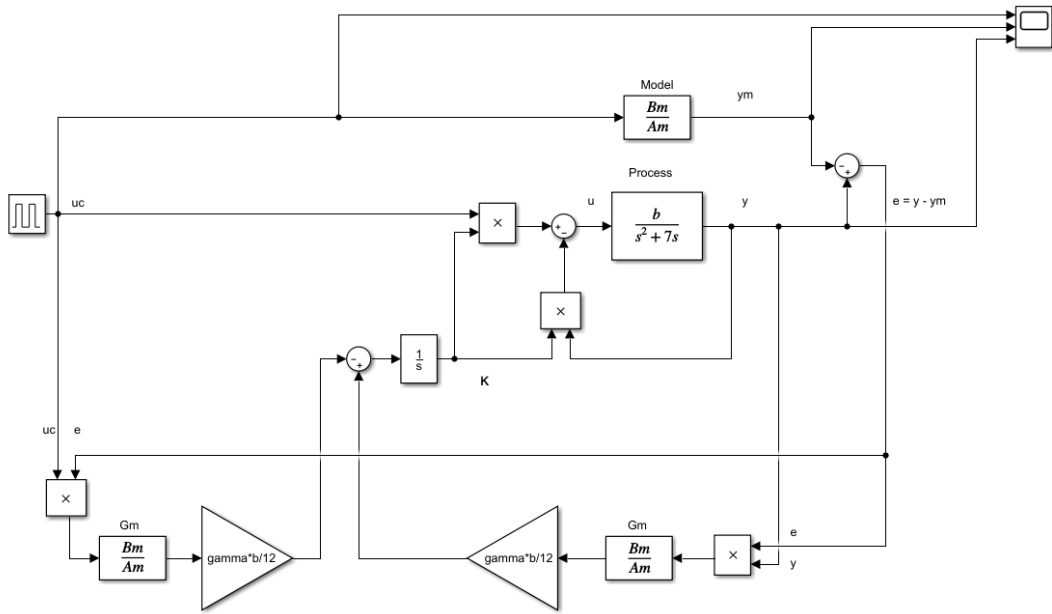 Model
Bm
Am
ym
Process
uc
×
+
−
u
b
s² + 7s
y
−
+
e = y - ym
×
−
+
1
s
K
uc
e
×
Gm
Bm
Am
gamma*b/12
gamma*b/12
Gm
Bm
Am
×
e
y